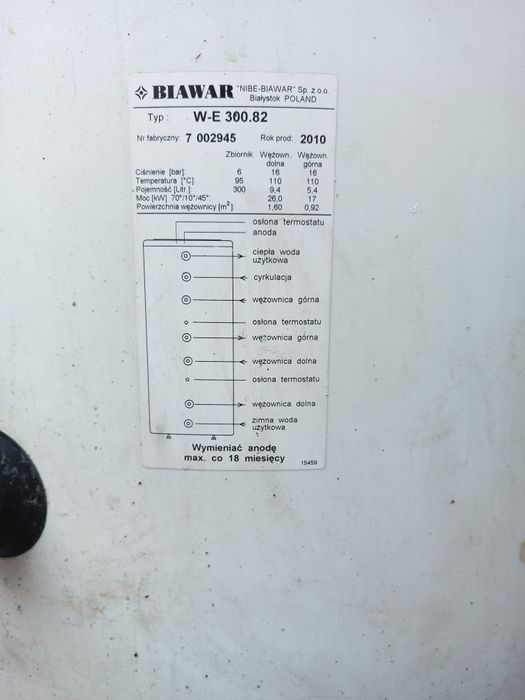 BIAWAR "NIBE-BIAWAR" Sp. z o.o.
Białystok POLAND
Typ: W-E 300.82
Nr fabryczny: 7 002945 Rok prod: 2010
Zbiornik Wężown. dolna Wężown. górna
Ciśnienie [bar]: 6 16 16
Temperatura [°C]: 95 110 110
Pojemność [Litr.]: 300 9,4 5,4
Moc [kW] 70°/10°/45°: 26,0 17
Powierzchnia wężownicy [m²]: 1,60 0,92
osłona termostatu
anoda
ciepła woda
użytkowa
cyrkulacja
wężownica górna
osłona termostatu
wężownica górna
wężownica dolna
osłona termostatu
wężownica dolna
zimna woda
użytkowa
Wymieniać anodę
max. co 18 miesięcy
15459